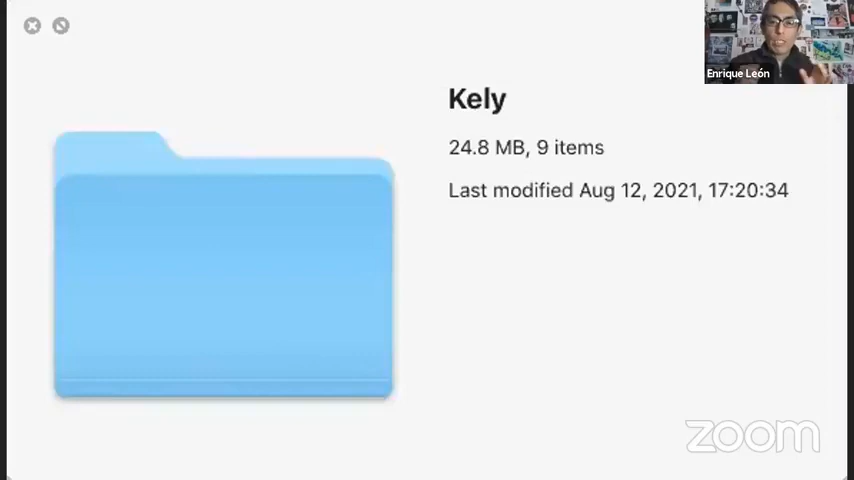 Enrique León
Kely
24.8 MB, 9 items
Last modified Aug 12, 2021, 17:20:34
zoom